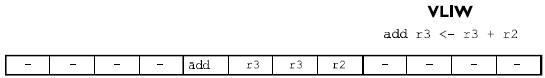 VLIW
add r3 <- r3 + r2
- - - - add r3 r3 r2 - - - -